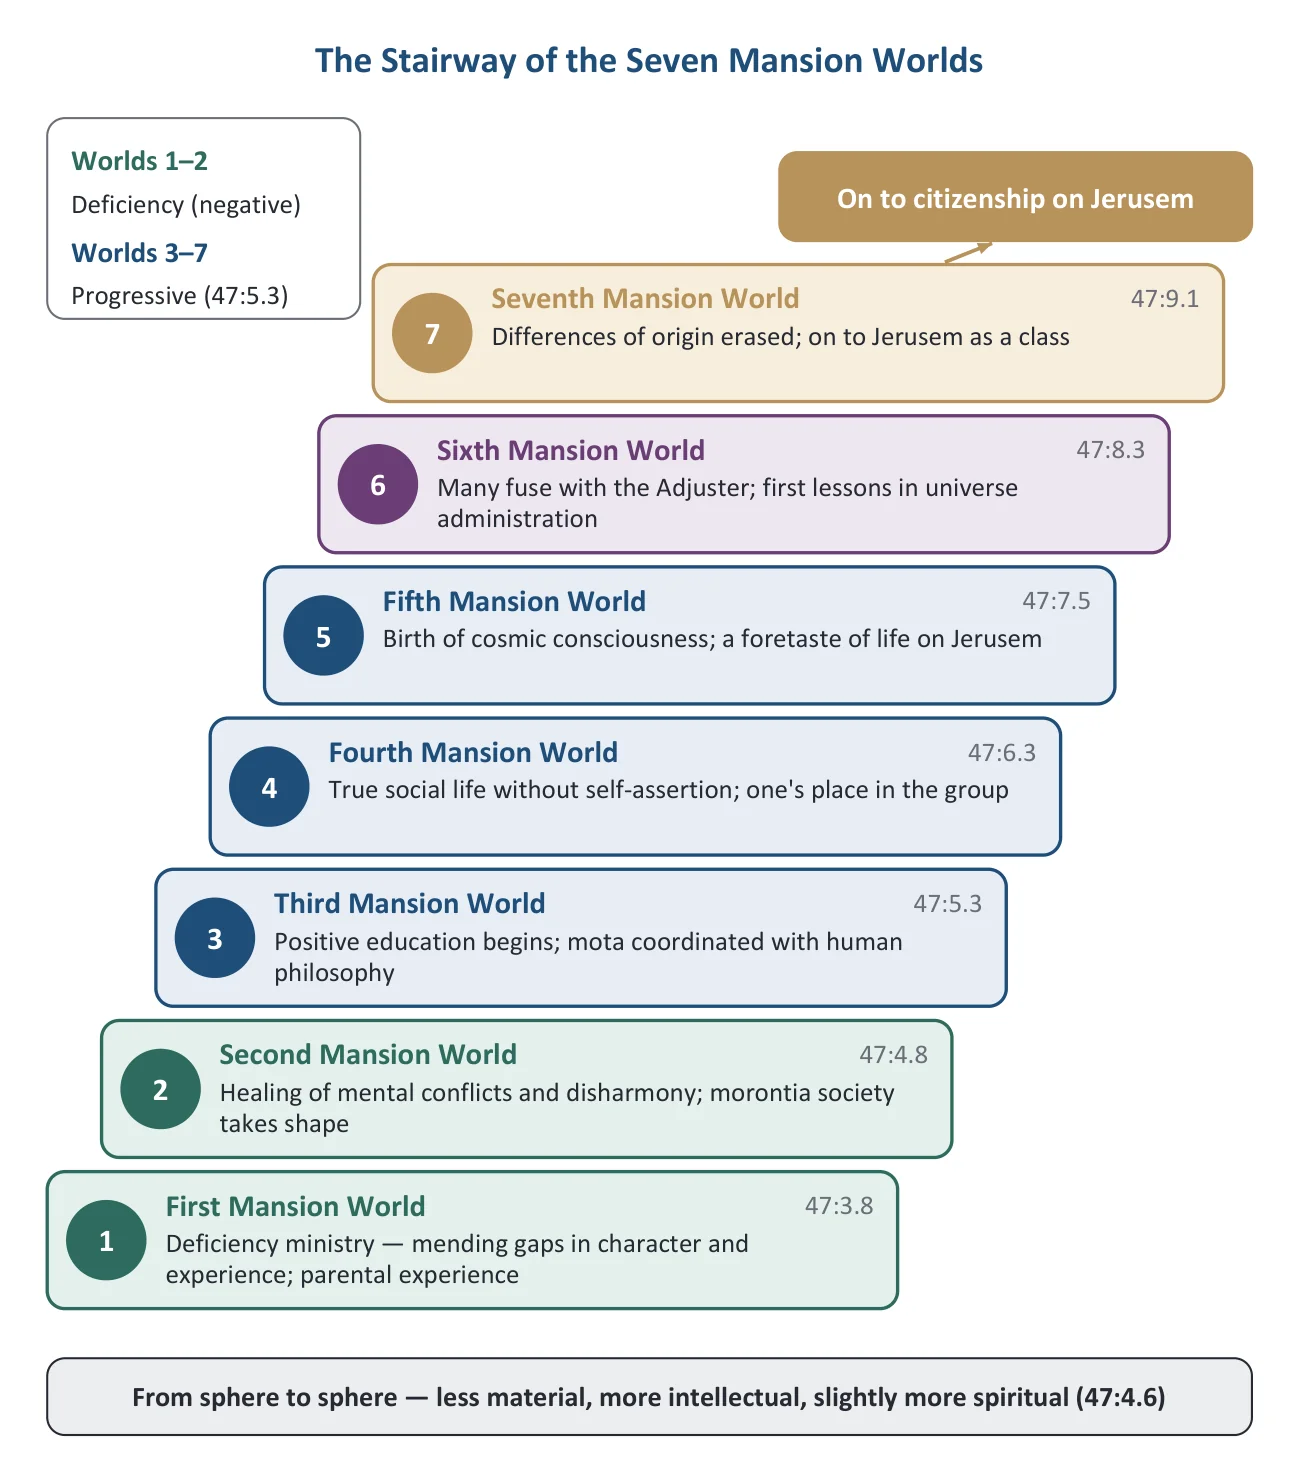 The Stairway of the Seven Mansion Worlds
Worlds 1–2
Deficiency (negative)
Worlds 3–7
Progressive (47:5.3)
On to citizenship on Jerusem
7
Seventh Mansion World
47:9.1
Differences of origin erased; on to Jerusem as a class
6
Sixth Mansion World
47:8.3
Many fuse with the Adjuster; first lessons in universe
administration
5
Fifth Mansion World
47:7.5
Birth of cosmic consciousness; a foretaste of life on Jerusem
4
Fourth Mansion World
47:6.3
True social life without self-assertion; one's place in the group
3
Third Mansion World
47:5.3
Positive education begins; mota coordinated with human
philosophy
2
Second Mansion World
47:4.8
Healing of mental conflicts and disharmony; morontia society
takes shape
1
First Mansion World
47:3.8
Deficiency ministry — mending gaps in character and
experience; parental experience
From sphere to sphere — less material, more intellectual, slightly more spiritual (47:4.6)